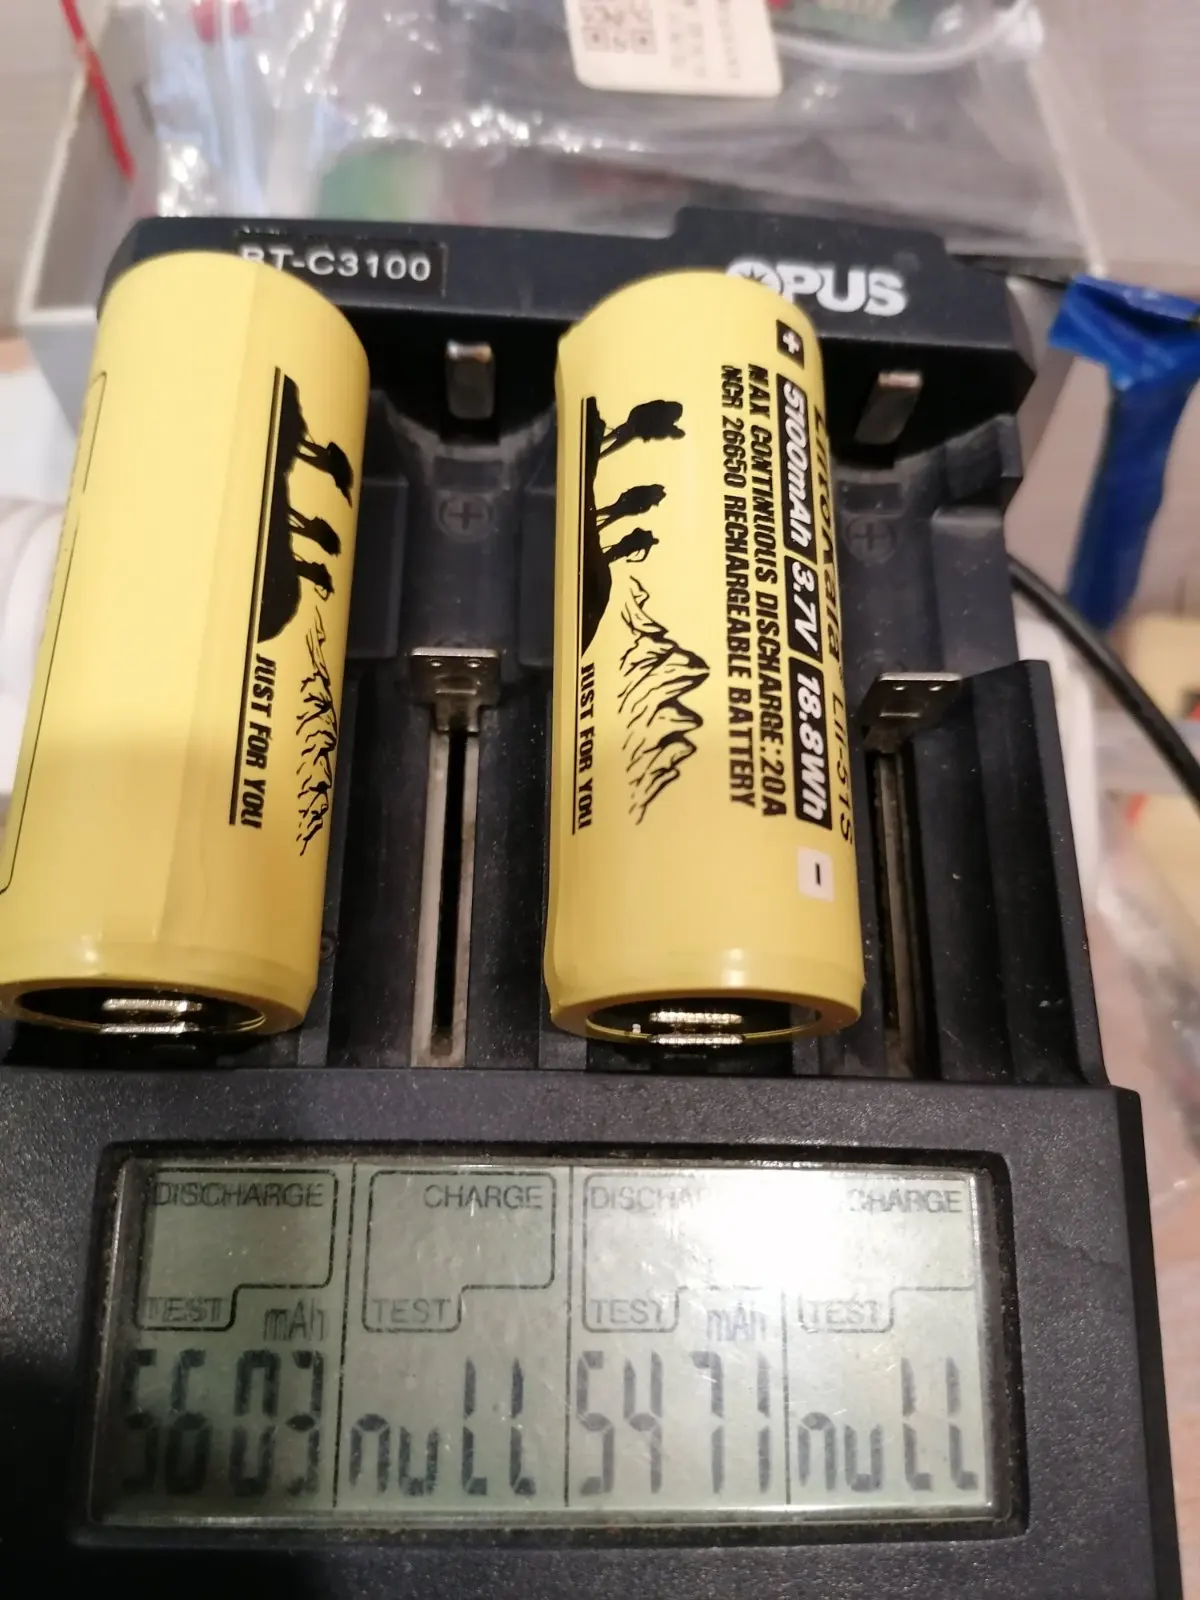 BT-C3100
OPUS
JUST FOR YOU
+
5100mAh 3.7V 18.8Wh
MAX CONTINUOUS DISCHARGE:20A
NCR 26650 RECHARGEABLE BATTERY
-
JUST FOR YOU
LiitoKala Lii-51S
DISCHARGE
CHARGE
DISCHAR
CHARGE
TEST
mAh
TEST
TEST
mAh
TEST
5603
null
5471
null